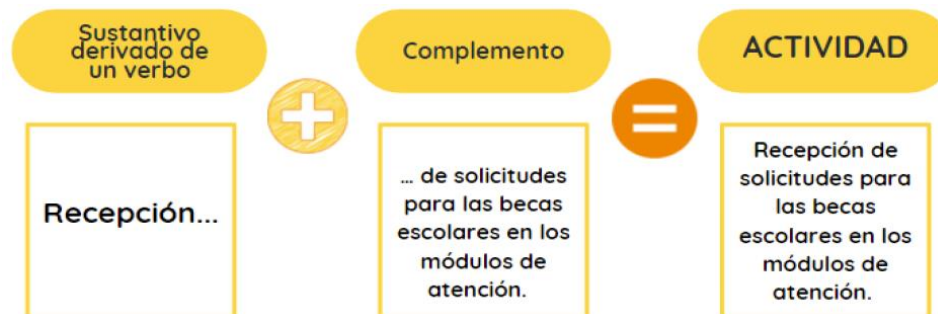 Sustantivo
derivado de
un verbo
Complemento
ACTIVIDAD
Recepción...
... de solicitudes
para las becas
escolares en los
módulos de
atención.
Recepción de
solicitudes para
las becas
escolares en los
módulos de
atención.